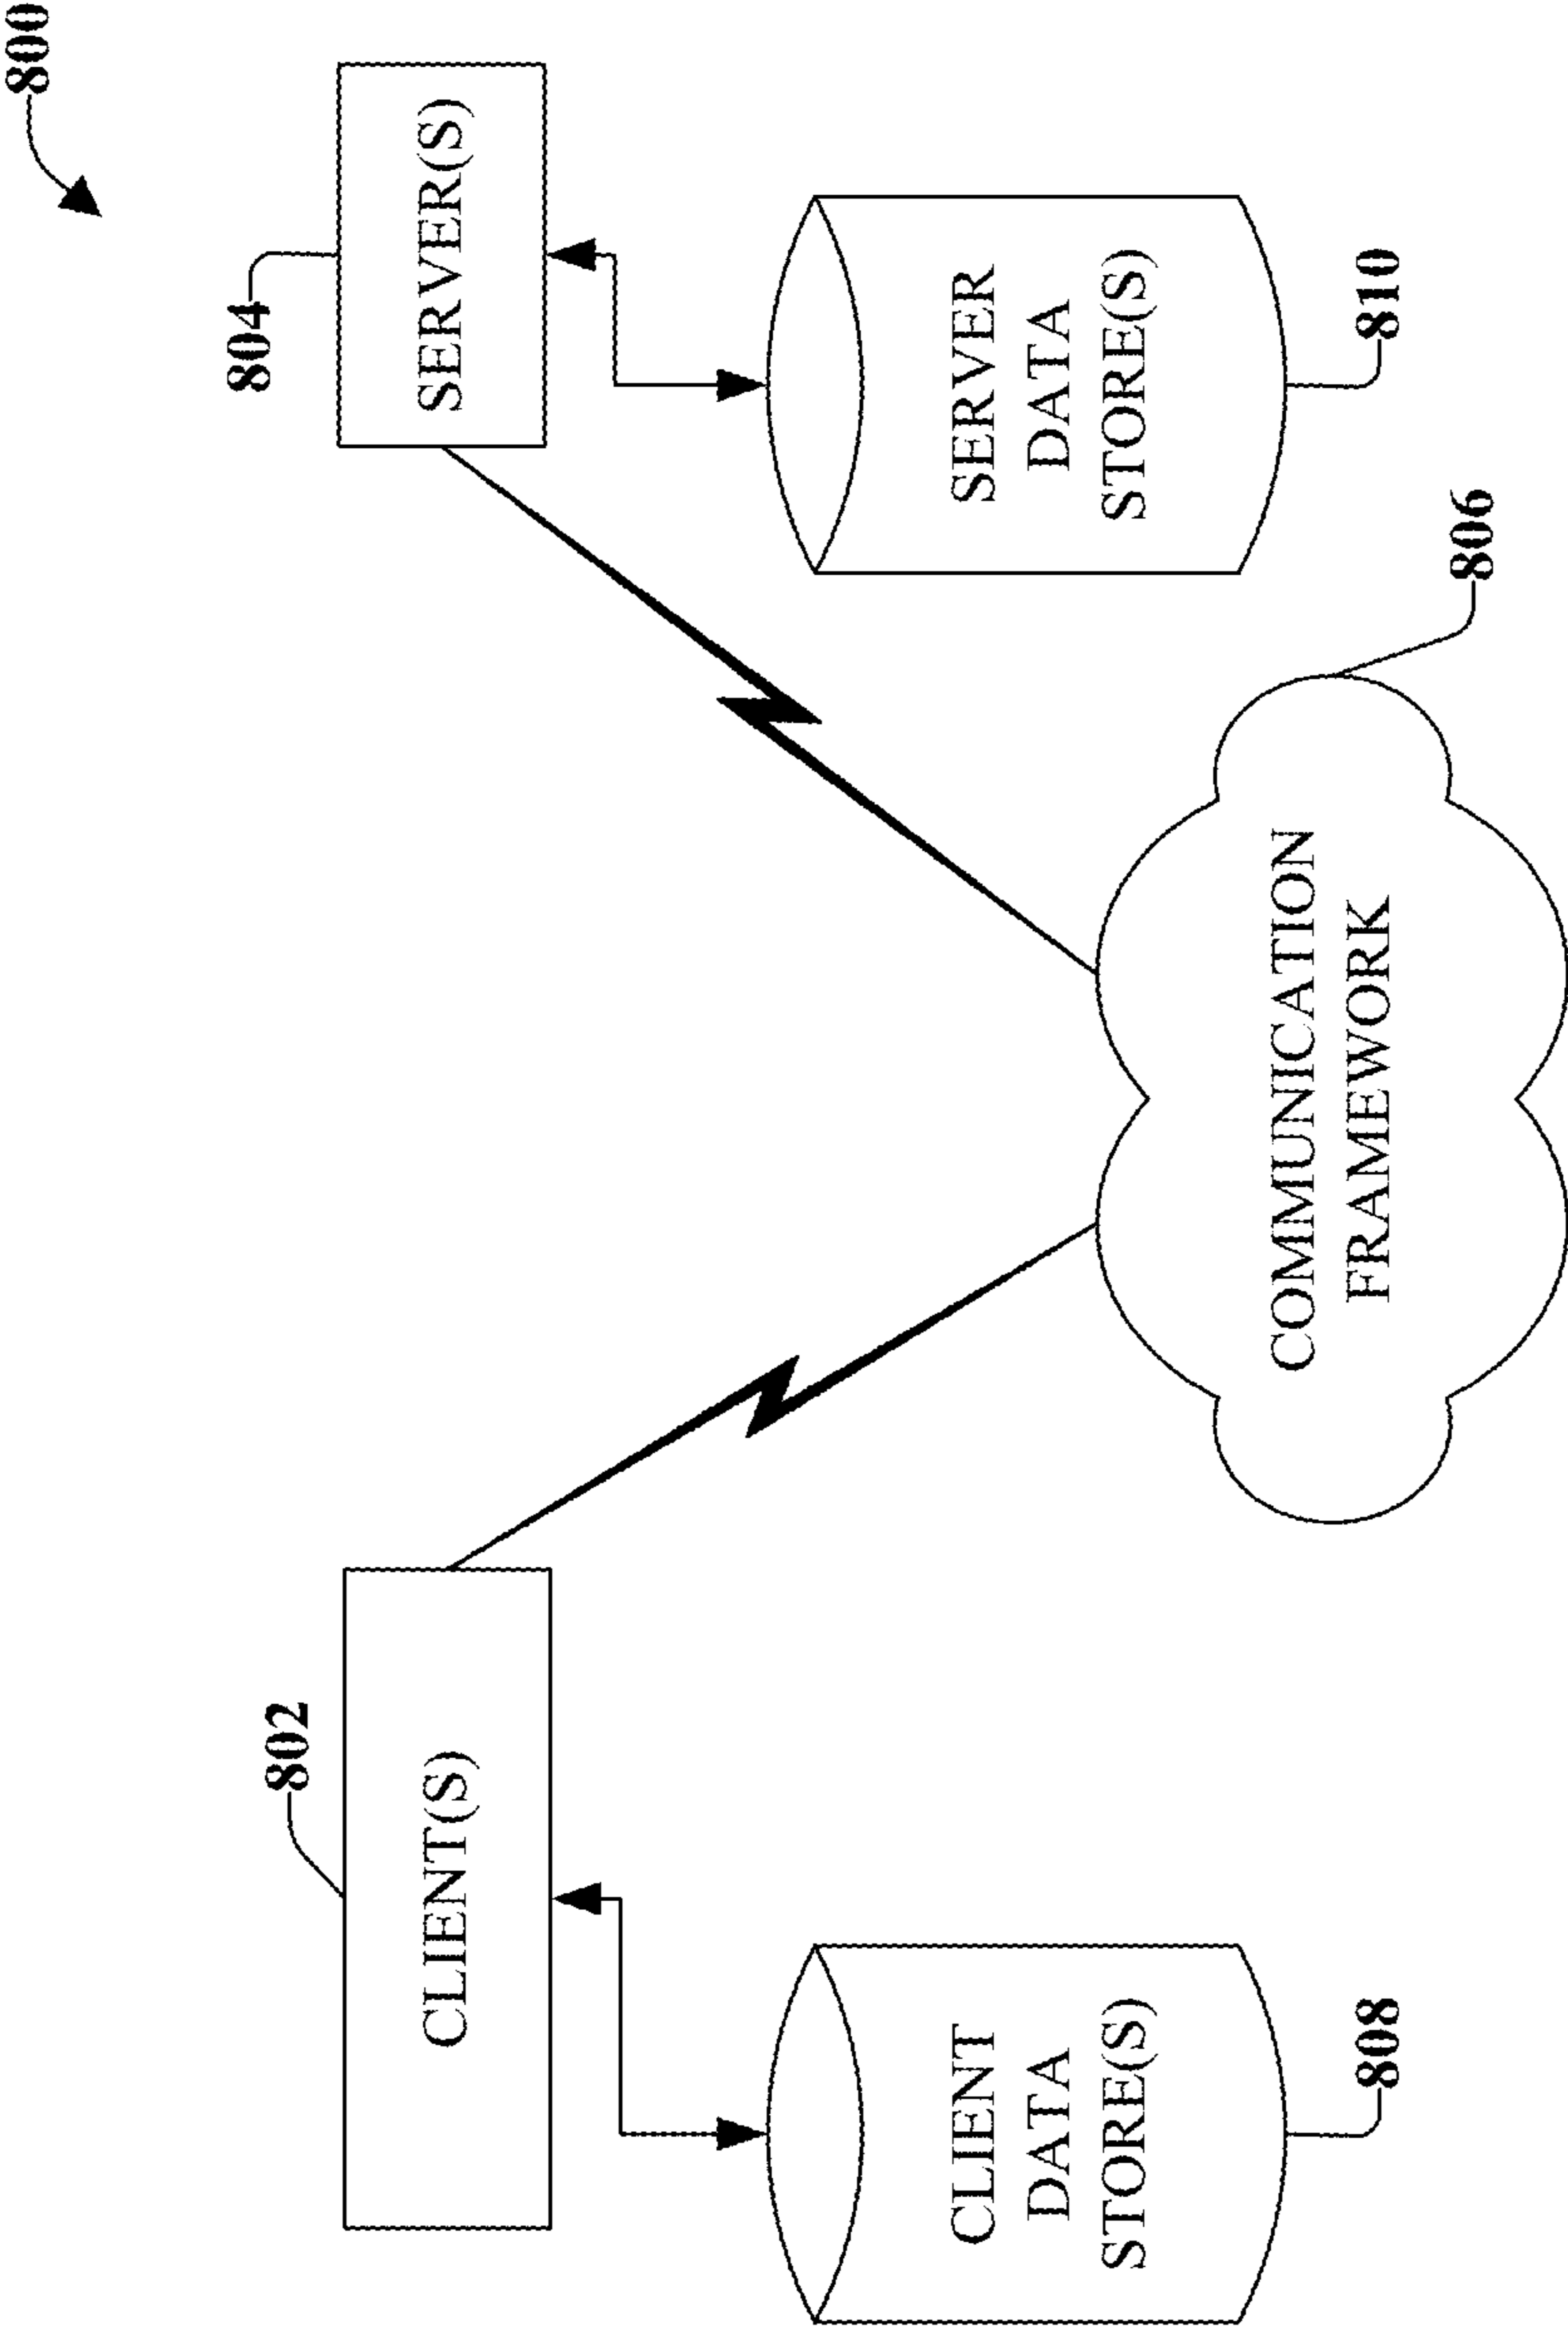 800
802
CLIENT(S)
804
SERVER(S)
CLIENT
DATA
STORE(S)
808
SERVER
DATA
STORE(S)
810
COMMUNICATION
FRAMEWORK
806